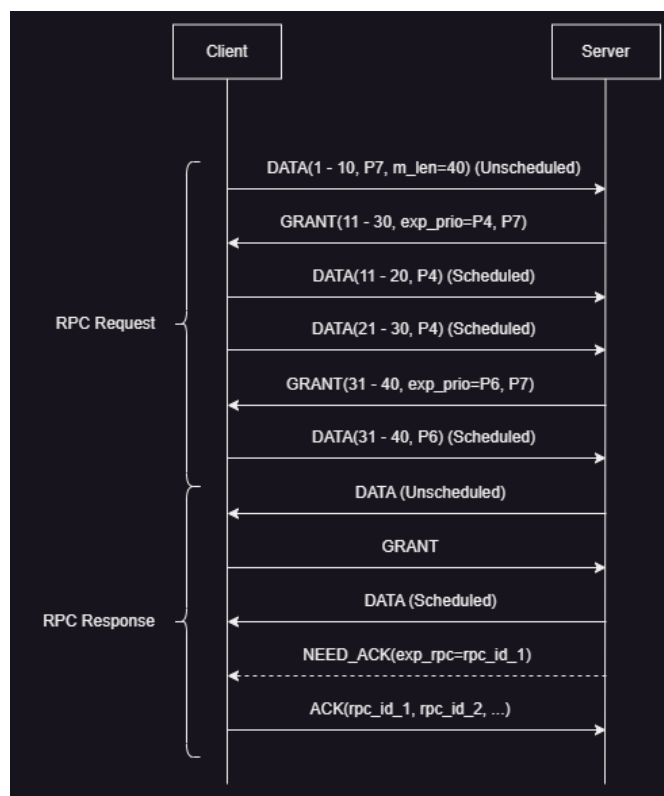 Client
Server
DATA(1 - 10, P7, m_len=40) (Unscheduled)
GRANT(11 - 30, exp_prio=P4, P7)
DATA(11 - 20, P4) (Scheduled)
RPC Request
DATA(21 - 30, P4) (Scheduled)
GRANT(31 - 40, exp_prio=P6, P7)
DATA(31 - 40, P6) (Scheduled)
DATA (Unscheduled)
GRANT
DATA (Scheduled)
RPC Response
NEED_ACK(exp_rpc=rpc_id_1)
ACK(rpc_id_1, rpc_id_2, ...)